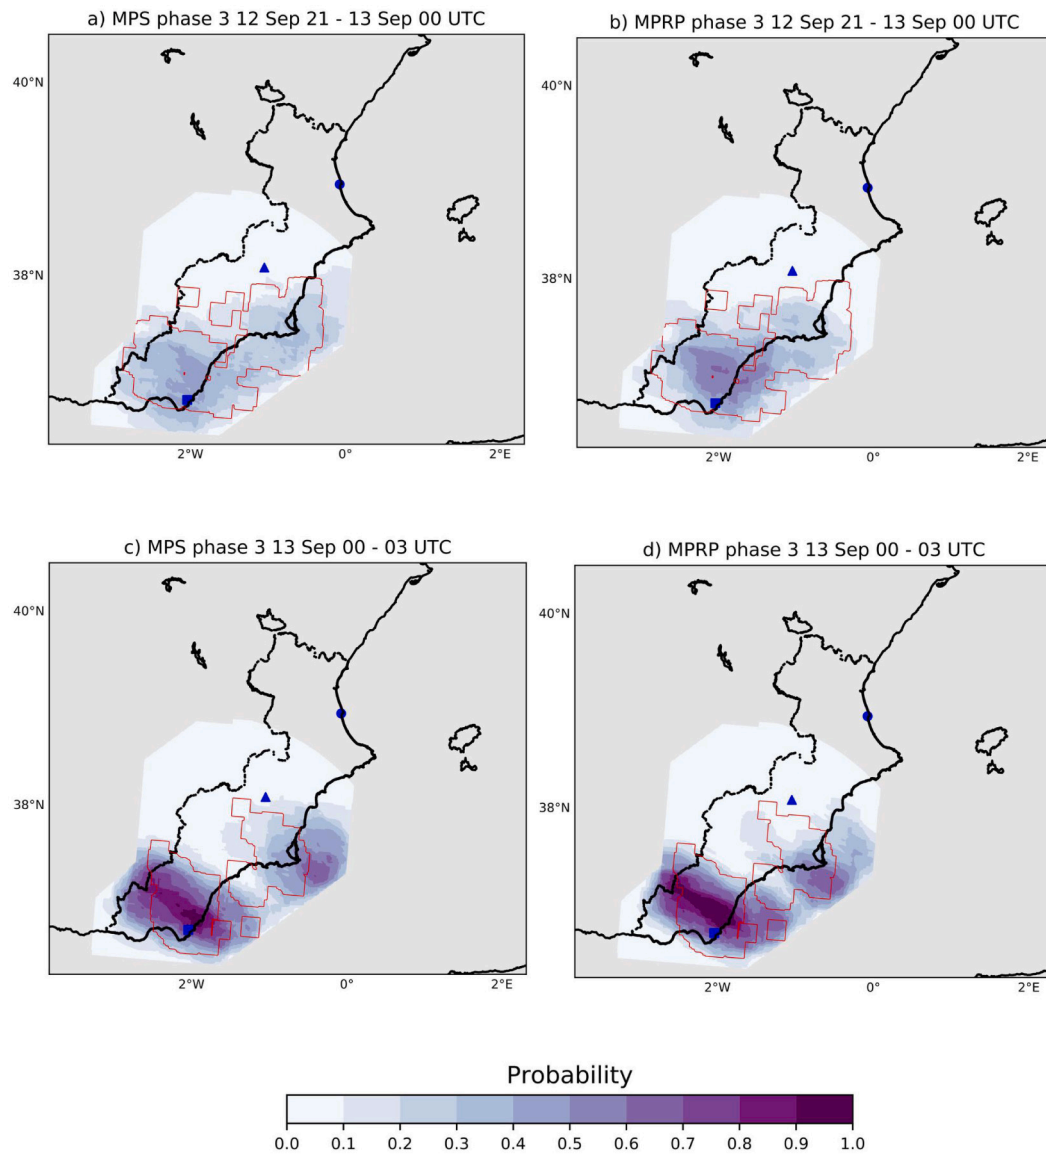 a) MPS phase 3 12 Sep 21 - 13 Sep 00 UTC
b) MPRP phase 3 12 Sep 21 - 13 Sep 00 UTC
40°N
38°N
2°W 0° 2°E
40°N
38°N
2°W 0° 2°E
c) MPS phase 3 13 Sep 00 - 03 UTC
d) MPRP phase 3 13 Sep 00 - 03 UTC
40°N
38°N
2°W 0° 2°E
40°N
38°N
2°W 0° 2°E
Probability
0.0 0.1 0.2 0.3 0.4 0.5 0.6 0.7 0.8 0.9 1.0